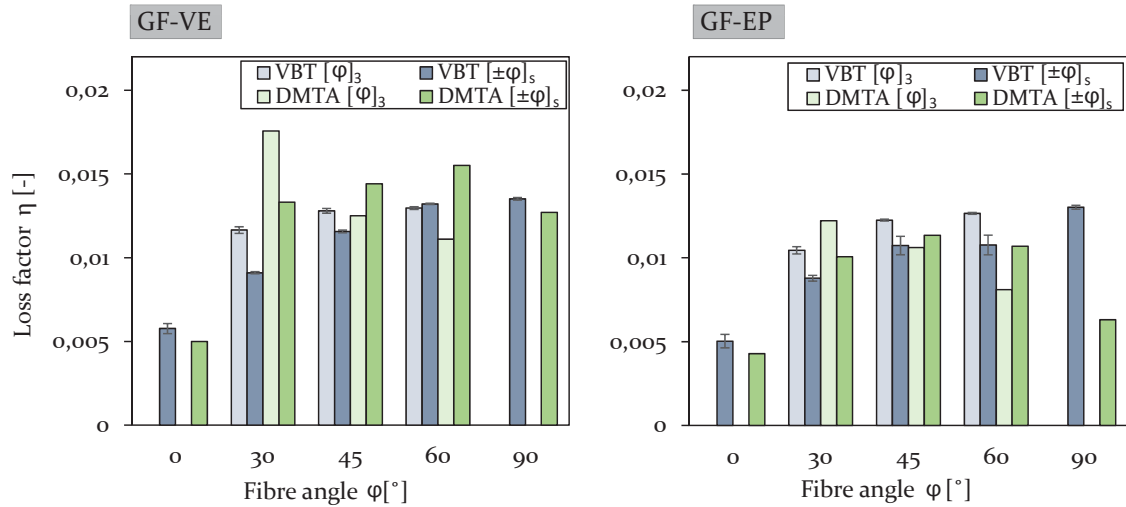 GF-VE
VBT [φ]₃ VBT [±φ]ₛ
DMTA [φ]₃ DMTA [±φ]ₛ
0,02
0,015
0,01
0,005
0
Loss factor η [-]
0 30 45 60 90
Fibre angle φ[°]
GF-EP
VBT [φ]₃ VBT [±φ]ₛ
DMTA [φ]₃ DMTA [±φ]ₛ
0,02
0,015
0,01
0,005
0
0 30 45 60 90
Fibre angle φ [°]